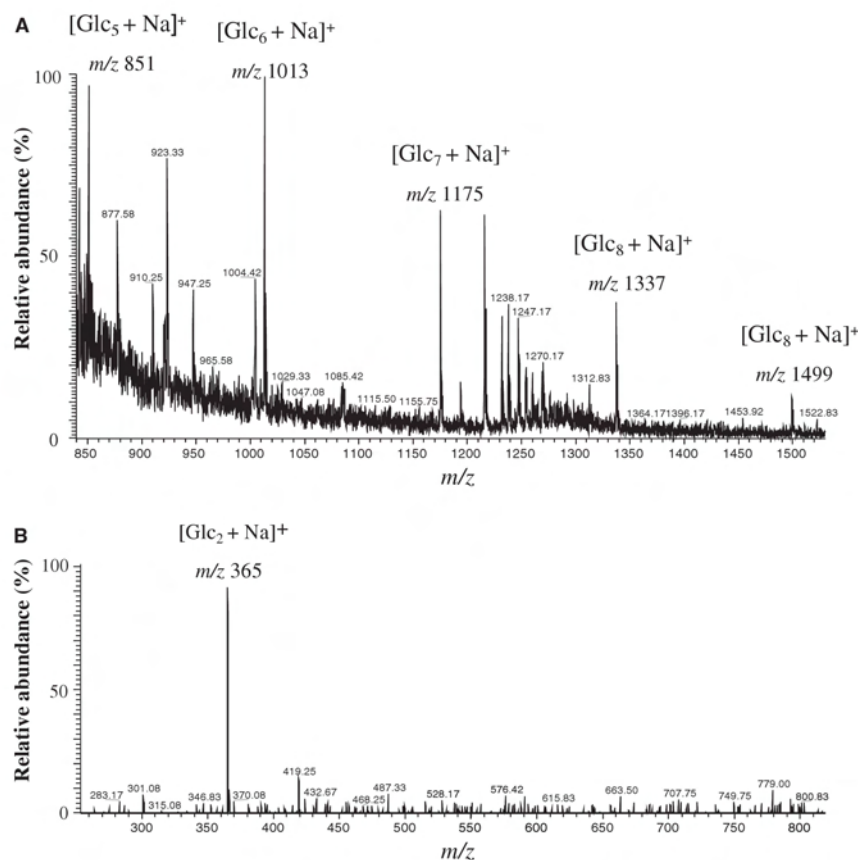 A
[Glc5 + Na]+
m/z 851
[Glc6 + Na]+
m/z 1013
[Glc7 + Na]+
m/z 1175
[Glc8 + Na]+
m/z 1337
[Glc8 + Na]+
m/z 1499
Relative abundance (%)
100
50
0
877.58
910.25
923.33
947.25
965.58
1004.42
1029.33
1047.08
1085.42
1115.50
1155.75
1238.17
1247.17
1270.17
1312.83
1364.17
1396.17
1453.92
1522.83
850 900 950 1000 1050 1100 1150 1200 1250 1300 1350 1400 1450 1500
m/z
B
[Glc2 + Na]+
m/z 365
Relative abundance (%)
100
50
0
283.17
301.08
315.08
346.83
370.08
419.25
432.67
468.25
487.33
528.17
576.42
615.83
663.50
707.75
749.75
779.00
800.83
300 350 400 450 500 550 600 650 700 750 800
m/z